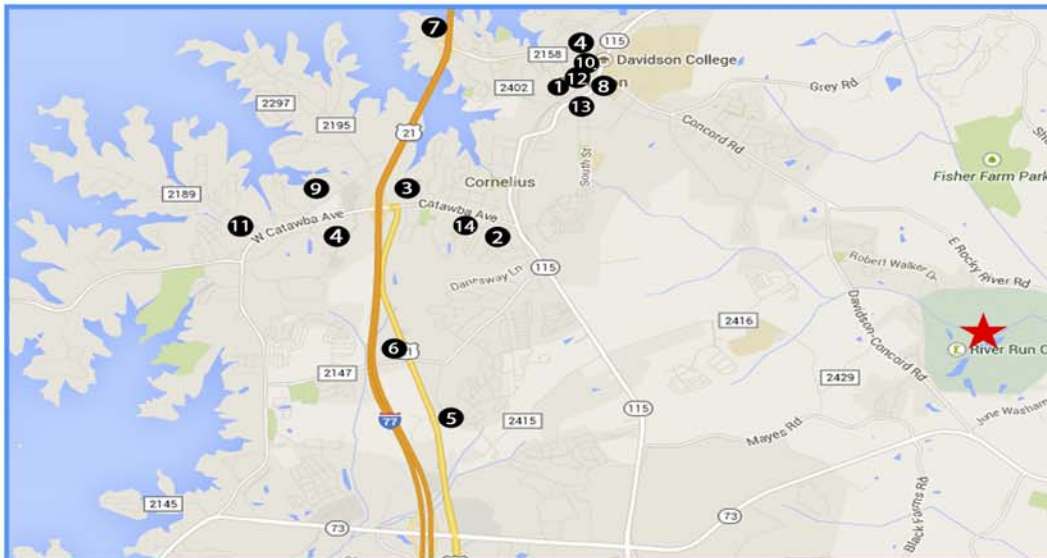 7
4
115
2158
Davidson College
10
12
2402
1
8
on
13
Grey Rd
2297
2195
21
Concord Rd
South St
Fisher Farm Park
9
3
Cornelius
2189
Catawba Ave
11
W Catawba Ave
4
14
2
115
Danesway Ln
E Rocky River Rd
Robert Walker Dr
Davidson-Concord Rd
2416
6
1
River Run C
2147
2429
5
77
2415
115
Mayes Rd
June Washam
2145
73
73
Black Farms Rd